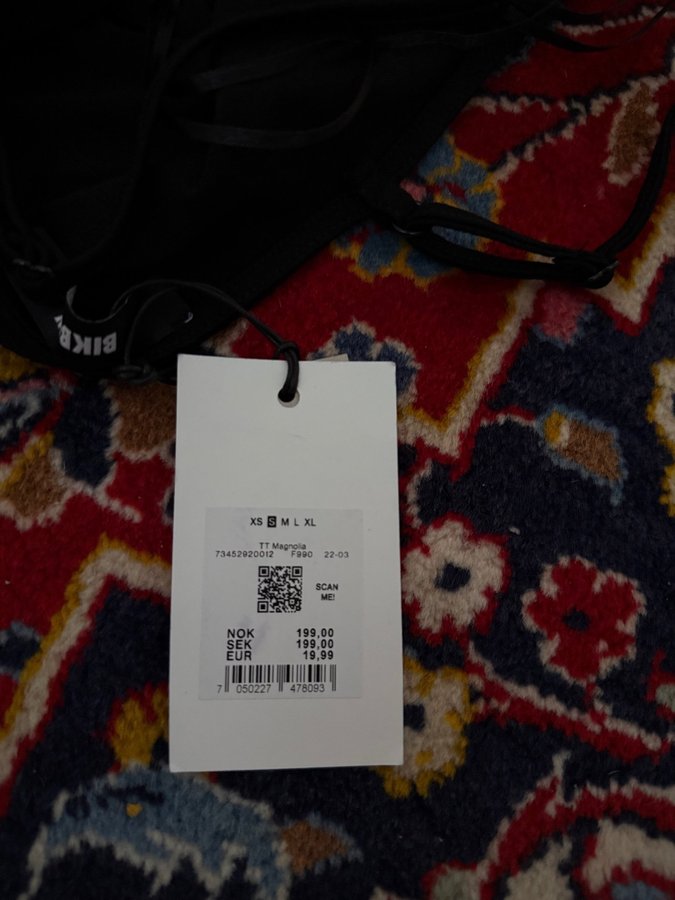 BIKB
XS S M L XL
TT Magnolia
73452920012 F990 22-03
SCAN
ME!
NOK 199,00
SEK 199,00
EUR 19,99
7 050227 478093